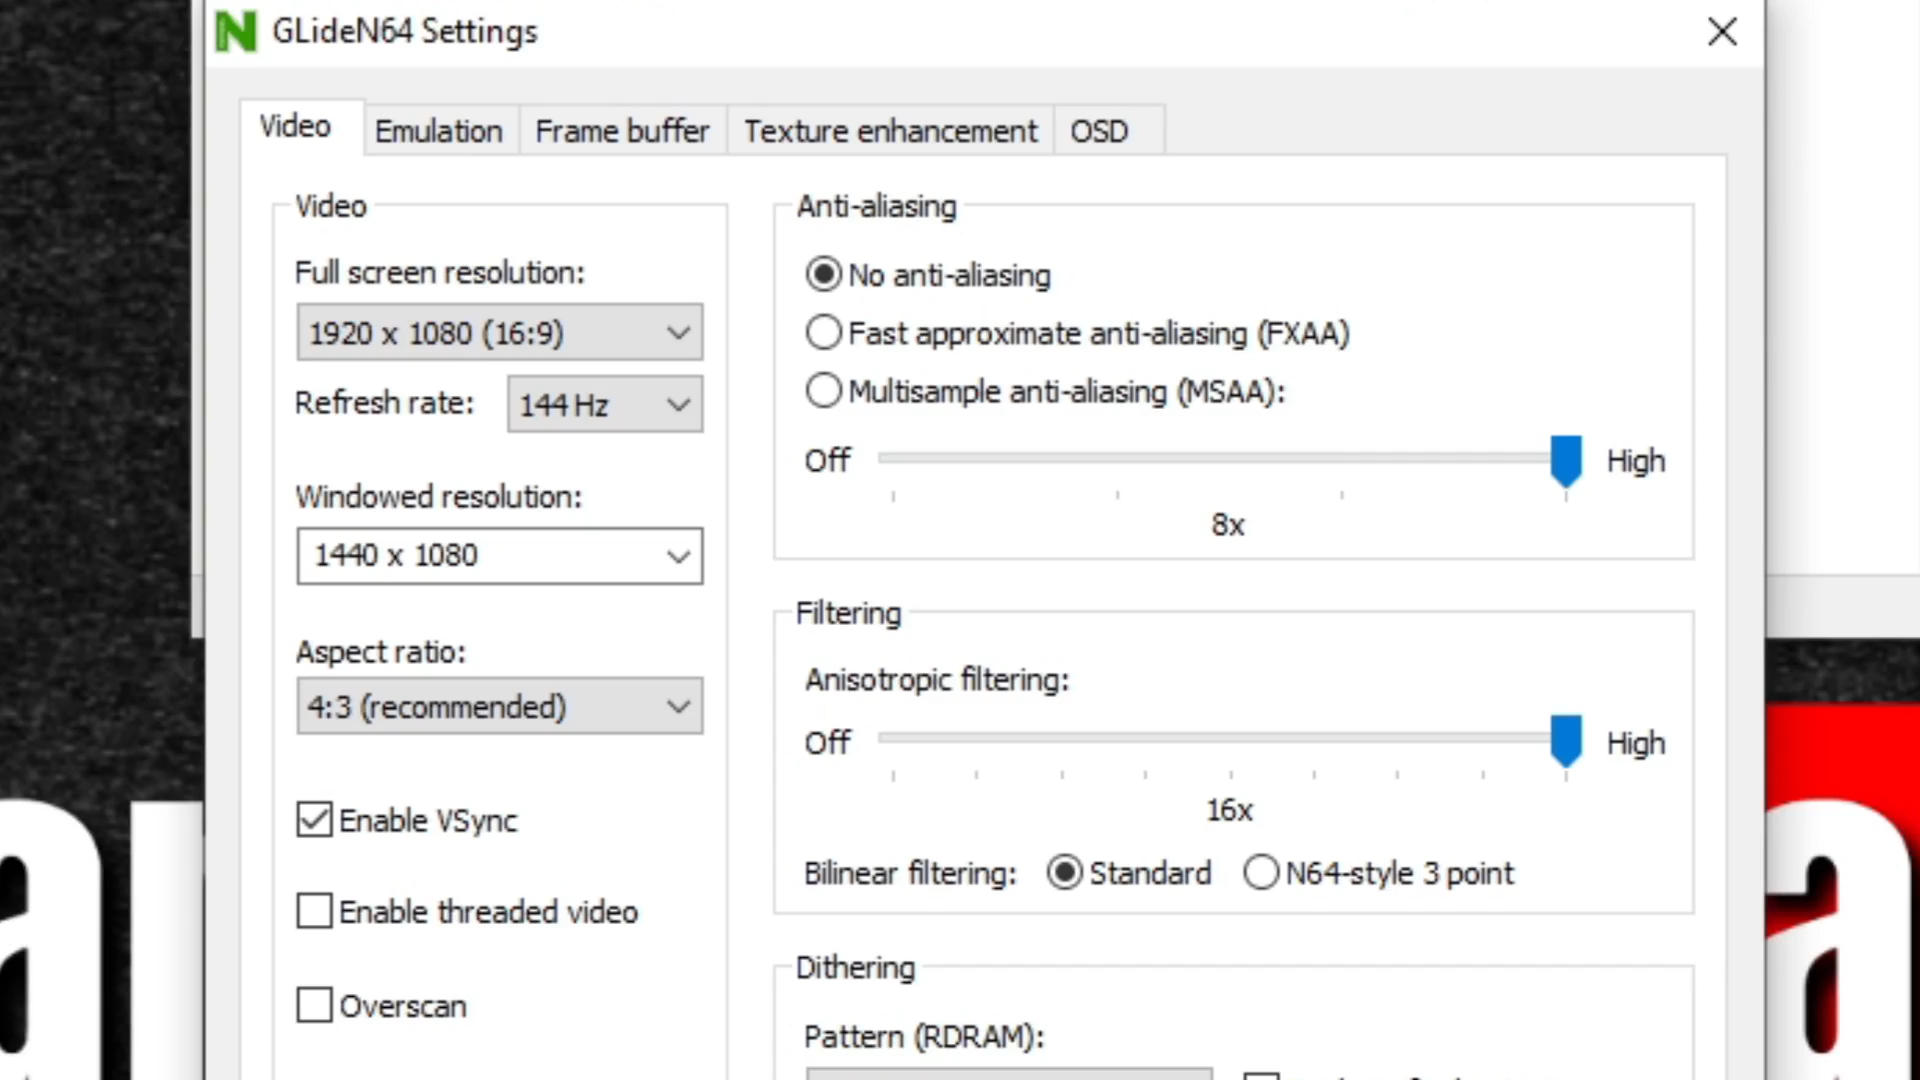 GLideN64 Settings
Video
Emulation
Frame buffer
Texture enhancement
OSD
Video
Full screen resolution:
1920 x 1080 (16:9)
Refresh rate: 144 Hz
Windowed resolution:
1440 x 1080
Aspect ratio:
4:3 (recommended)
Enable VSync
Enable threaded video
Overscan
Anti-aliasing
No anti-aliasing
Fast approximate anti-aliasing (FXAA)
Multisample anti-aliasing (MSAA):
Off High
8x
Filtering
Anisotropic filtering:
Off High
16x
Bilinear filtering: Standard N64-style 3 point
Dithering
Pattern (RDRAM):
a
a